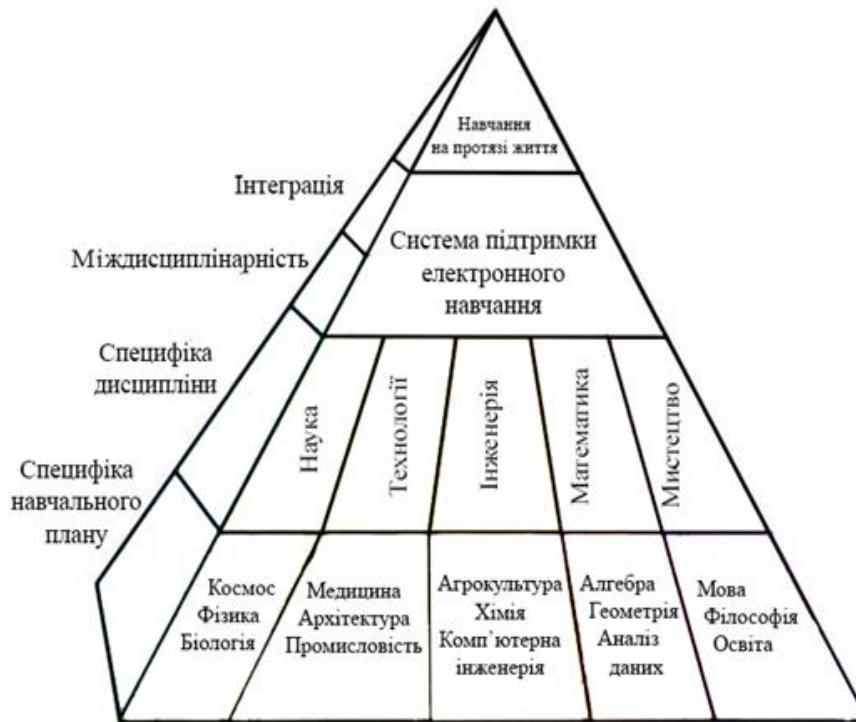 Навчання
на протязі життя
Інтеграція
Міждисциплінарність
Система підтримки
електронного
навчання
Специфіка
дисципліни
Наука
Технології
Інженерія
Математика
Мистецтво
Специфіка
навчального
плану
Космос
Фізика
Біологія
Медицина
Архітектура
Промисловість
Агрокультура
Хімія
Комп`ютерна
інженерія
Алгебра
Геометрія
Аналіз
даних
Мова
Філософія
Освіта